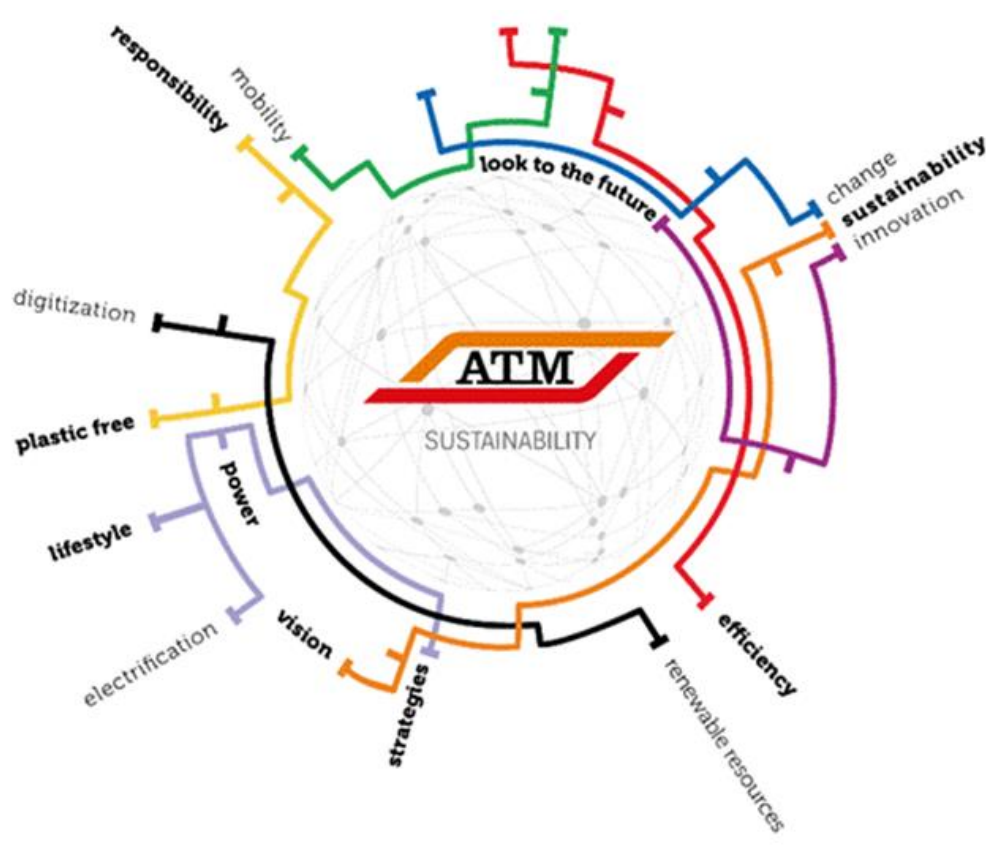 responsibility
mobility
look to the future
change
sustainability
innovation
digitization
ATM
SUSTAINABILITY
plastic free
power
lifestyle
electrification
vision
strategies
efficiency
renewable resources